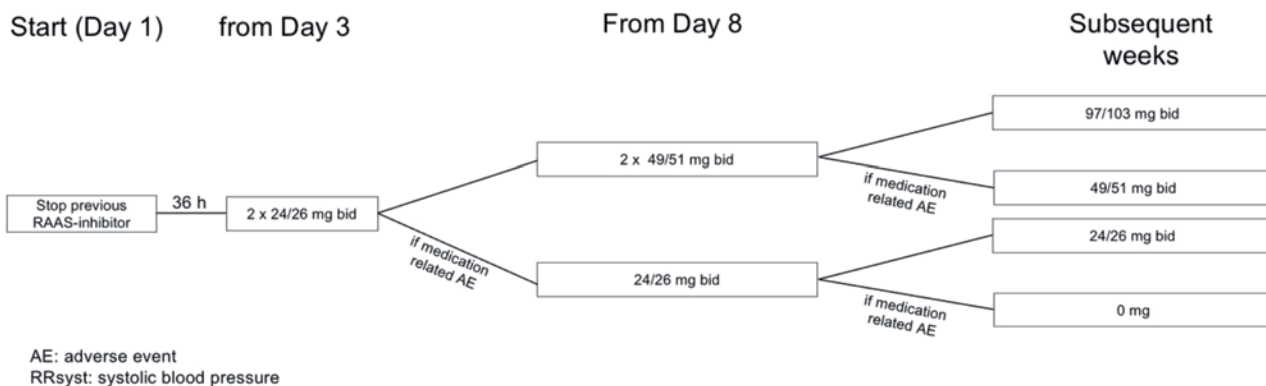 Start (Day 1)
from Day 3
From Day 8
Subsequent
weeks
Stop previous
RAAS-inhibitor
36 h
2 x 24/26 mg bid
if medication
related AE
2 x  49/51 mg bid
24/26 mg bid
if medication
related AE
if medication
related AE
97/103 mg bid
49/51 mg bid
24/26 mg bid
0 mg
AE: adverse event
RRsyst: systolic blood pressure